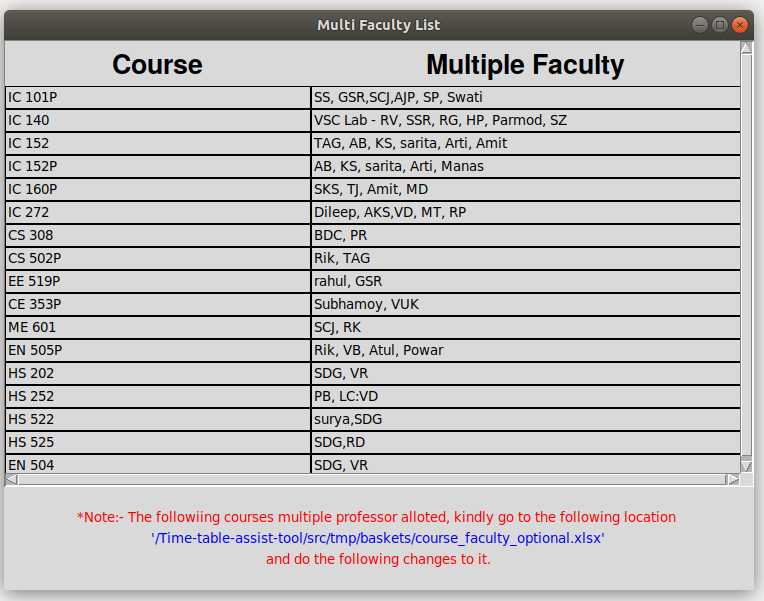 Multi Faculty List
Course Multiple Faculty
IC 101P SS, GSR,SCJ,AJP, SP, Swati
IC 140 VSC Lab - RV, SSR, RG, HP, Parmod, SZ
IC 152 TAG, AB, KS, sarita, Arti, Amit
IC 152P AB, KS, sarita, Arti, Manas
IC 160P SKS, TJ, Amit, MD
IC 272 Dileep, AKS,VD, MT, RP
CS 308 BDC, PR
CS 502P Rik, TAG
EE 519P rahul, GSR
CE 353P Subhamoy, VUK
ME 601 SCJ, RK
EN 505P Rik, VB, Atul, Powar
HS 202 SDG, VR
HS 252 PB, LC:VD
HS 522 surya,SDG
HS 525 SDG,RD
EN 504 SDG, VR
*Note:- The followiing courses multiple professor alloted, kindly go to the following location
'/Time-table-assist-tool/src/tmp/baskets/course_faculty_optional.xlsx'
and do the following changes to it.